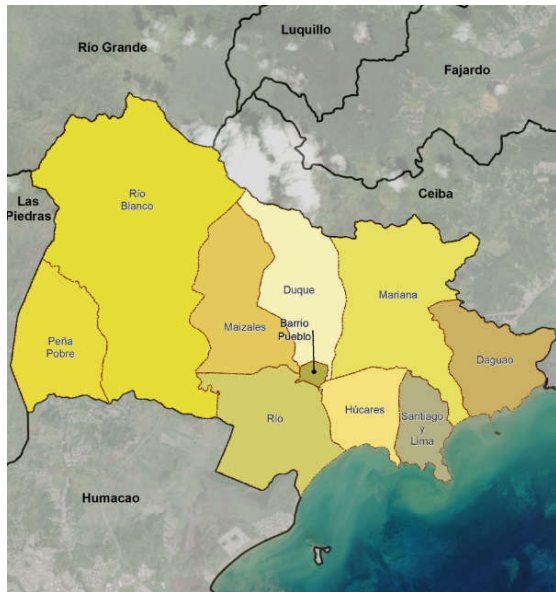 Luquillo
Río Grande
Fajardo
Las
Piedras
Río
Blanco
Ceiba
Duque
Mariana
Barrio
Pueblo
Maizales
Peña
Pobre
Daguao
Río
Húcares
Santiago
y
Lima
Humacao